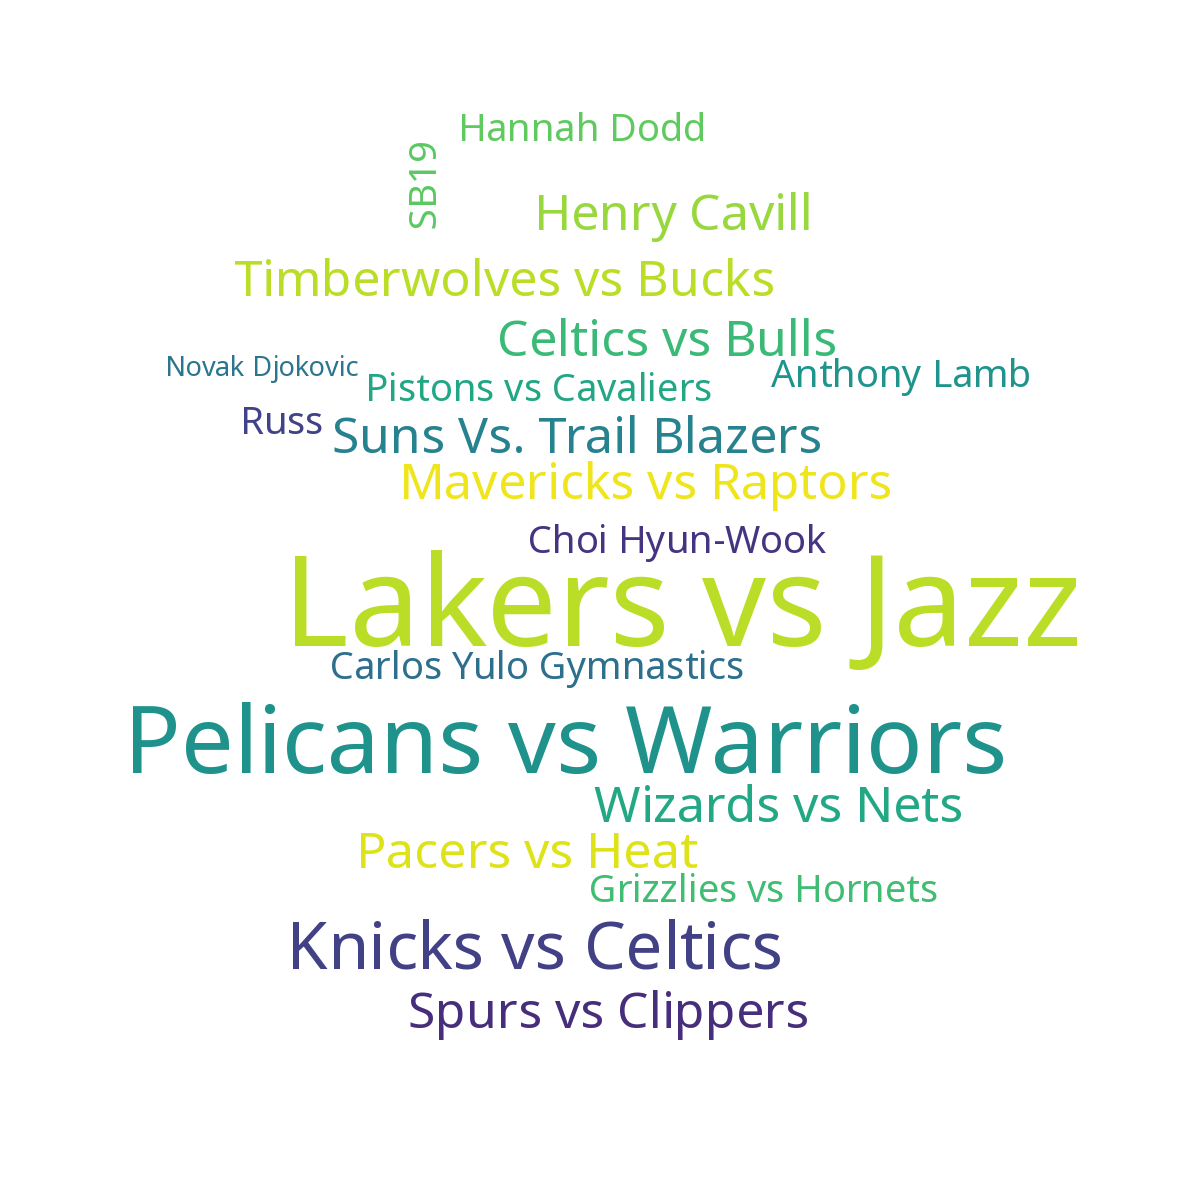 Hannah Dodd
SB19
Henry Cavill
Timberwolves vs Bucks
Celtics vs Bulls
Novak Djokovic
Anthony Lamb
Pistons vs Cavaliers
Russ
Suns Vs. Trail Blazers
Mavericks vs Raptors
Choi Hyun-Wook
Lakers vs Jazz
Carlos Yulo Gymnastics
Pelicans vs Warriors
Wizards vs Nets
Pacers vs Heat
Grizzlies vs Hornets
Knicks vs Celtics
Spurs vs Clippers